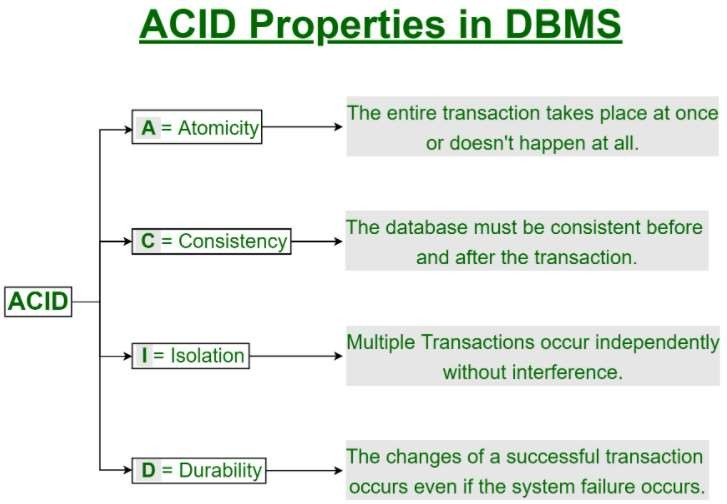 ACID Properties in DBMS
A = Atomicity
The entire transaction takes place at once
or doesn't happen at all.
C = Consistency
The database must be consistent before
and after the transaction.
ACID
I = Isolation
Multiple Transactions occur independently
without interference.
D = Durability
The changes of a successful transaction
occurs even if the system failure occurs.